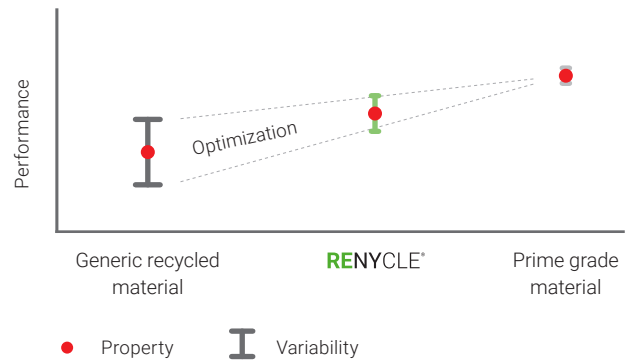 Performance
Optimization
Generic recycled
material
RENYCLE®
Prime grade
material
Property
Variability